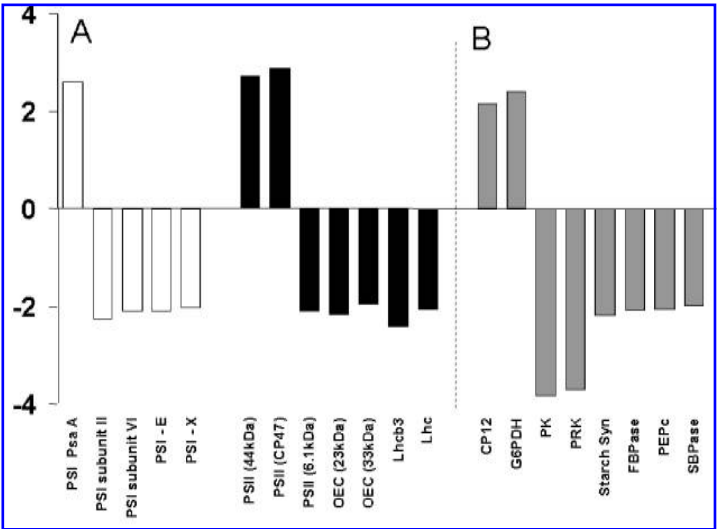 A
B
4
2
0
-2
-4
PSI Psa A
PSI subunit II
PSI subunit VI
PSI - E
PSI - X
PSII (44kDa)
PSII (CP47)
PSII (6.1kDa)
OEC (23kDa)
OEC (33kDa)
Lhcb3
Lhc
CP12
G6PDH
PK
PRK
Starch Syn
FBPase
PEPc
SBPase